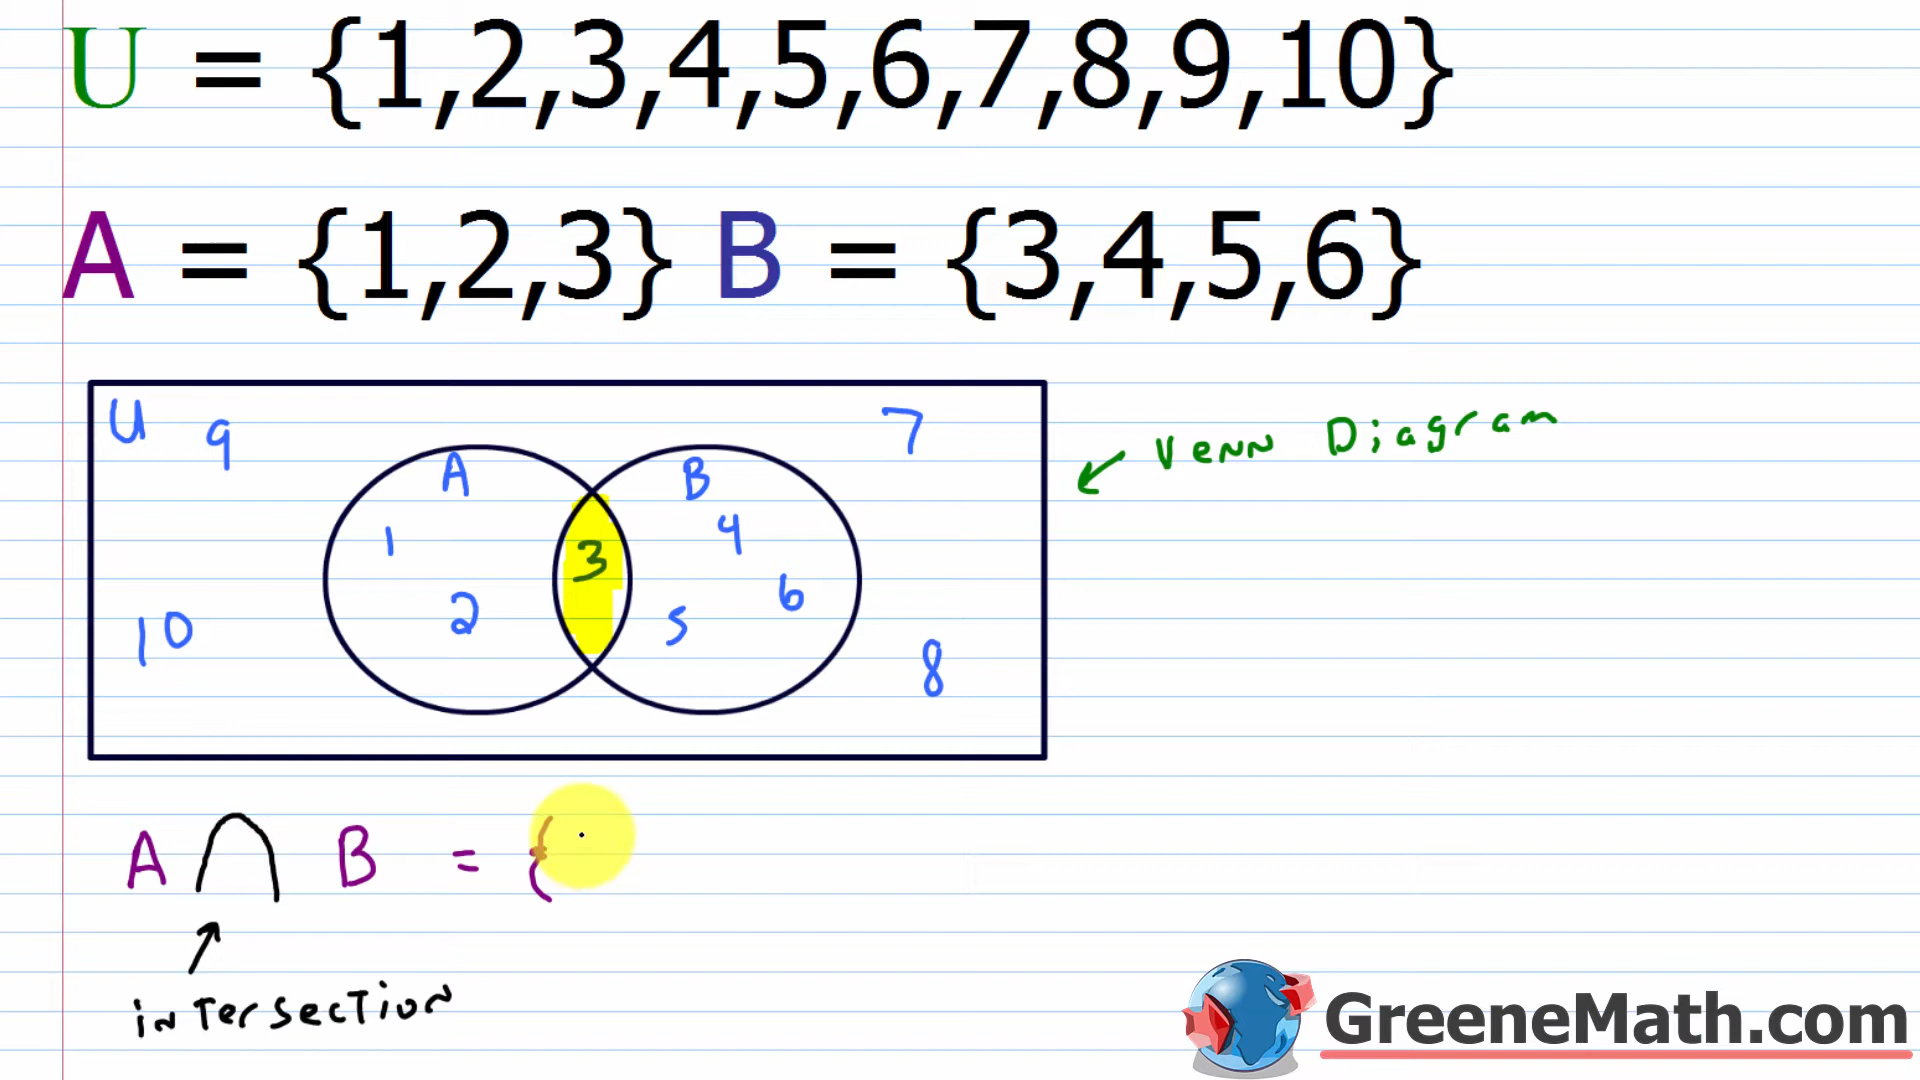 U = {1,2,3,4,5,6,7,8,9,10}
A = {1,2,3} B = {3,4,5,6}
U 9 7
A B
1 3 4
2 5 6
10 8
Venn Diagram
A ∩ B = {
intersection
GreeneMath.com